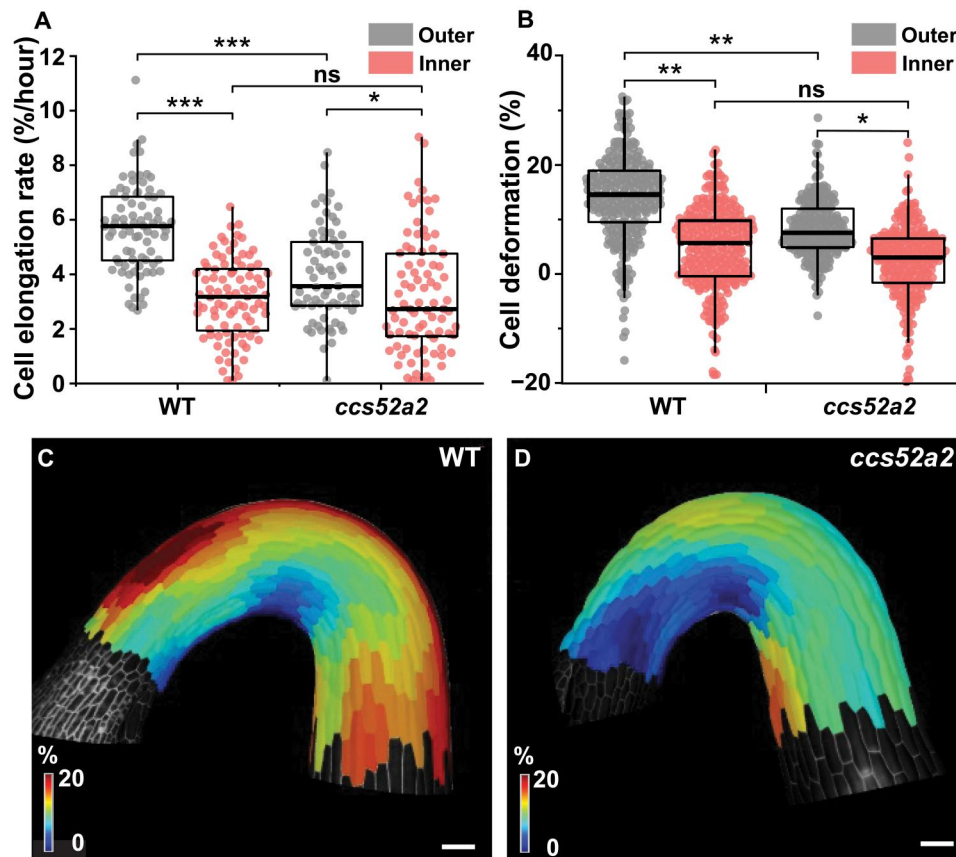 A
Outer
Inner
***
ns
***
*
Cell elongation rate (%/hour)
12
10
8
6
4
2
0
WT
ccs52a2
B
Outer
Inner
**
**
ns
*
Cell deformation (%)
40
20
0
−20
WT
ccs52a2
C
WT
%
20
0
D
ccs52a2
%
20
0